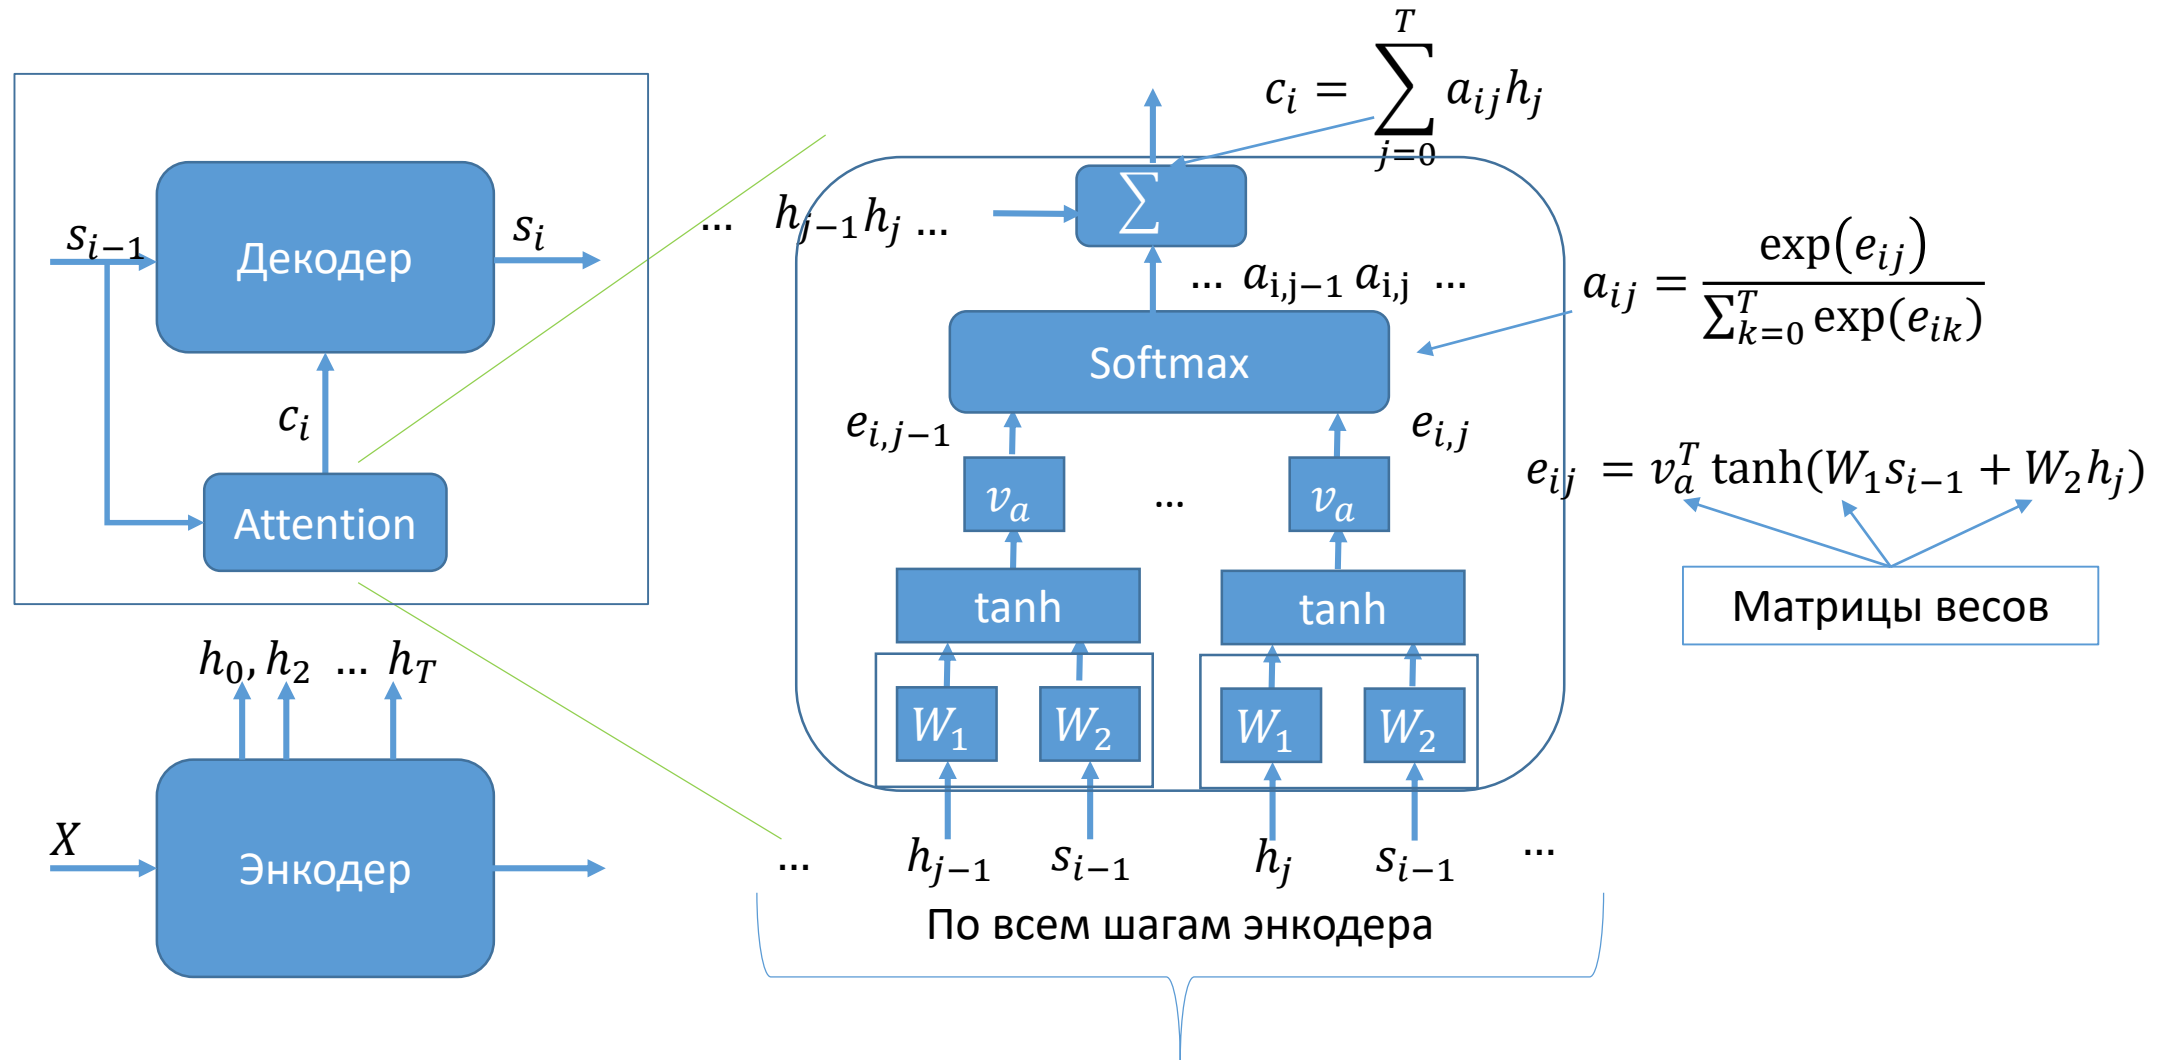 s_{i-1}
Декодер
s_i
c_i
Attention
h_0, h_2 … h_T
X
Энкодер
c_i = \sum_{j=0}^{T} a_{ij} h_j
… h_{j-1} h_j …
∑
… a_{i,j-1} a_{i,j} …
a_{ij} = \frac{\exp(e_{ij})}{\sum_{k=0}^{T} \exp(e_{ik})}
Softmax
e_{i,j-1}
e_{i,j}
v_a … v_a
e_{ij} = v_a^T \tanh(W_1 s_{i-1} + W_2 h_j)
Матрицы весов
tanh tanh
W_1 W_2 W_1 W_2
… h_{j-1} s_{i-1} h_j s_{i-1} …
По всем шагам энкодера